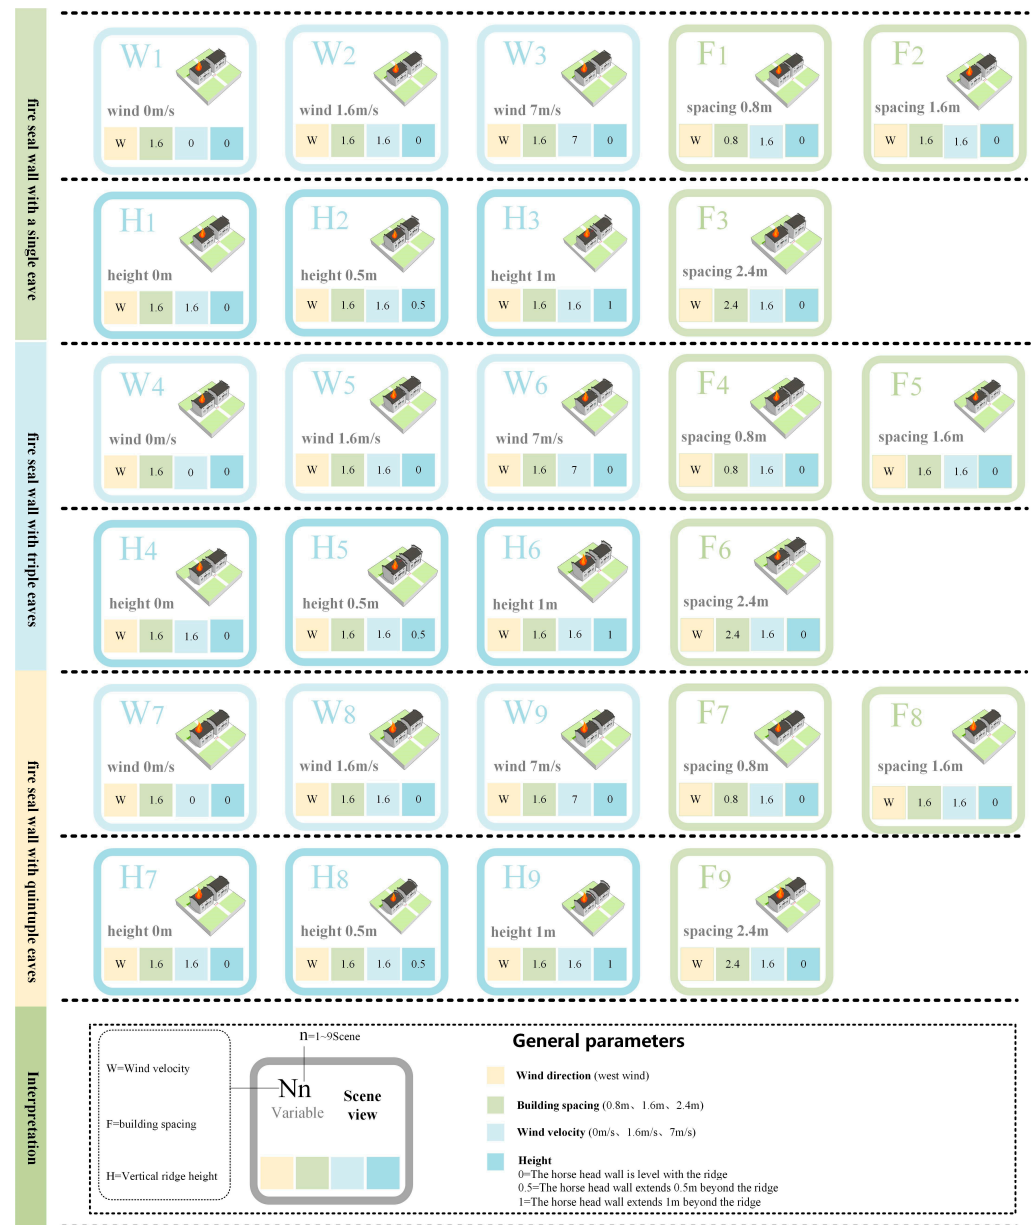 fire seal wall with a single eave
W1
wind 0m/s
W 1.6 0 0
W2
wind 1.6m/s
W 1.6 1.6 0
W3
wind 7m/s
W 1.6 7 0
F1
spacing 0.8m
W 0.8 1.6 0
F2
spacing 1.6m
W 1.6 1.6 0
H1
height 0m
W 1.6 1.6 0
H2
height 0.5m
W 1.6 1.6 0.5
H3
height 1m
W 1.6 1.6 1
F3
spacing 2.4m
W 2.4 1.6 0
fire seal wall with triple eaves
W4
wind 0m/s
W 1.6 0 0
W5
wind 1.6m/s
W 1.6 1.6 0
W6
wind 7m/s
W 1.6 7 0
F4
spacing 0.8m
W 0.8 1.6 0
F5
spacing 1.6m
W 1.6 1.6 0
H4
height 0m
W 1.6 1.6 0
H5
height 0.5m
W 1.6 1.6 0.5
H6
height 1m
W 1.6 1.6 1
F6
spacing 2.4m
W 2.4 1.6 0
fire seal wall with quintuple eaves
W7
wind 0m/s
W 1.6 0 0
W8
wind 1.6m/s
W 1.6 1.6 0
W9
wind 7m/s
W 1.6 7 0
F7
spacing 0.8m
W 0.8 1.6 0
F8
spacing 1.6m
W 1.6 1.6 0
H7
height 0m
W 1.6 1.6 0
H8
height 0.5m
W 1.6 1.6 0.5
H9
height 1m
W 1.6 1.6 1
F9
spacing 2.4m
W 2.4 1.6 0
Interpretation
W=Wind velocity
F=building spacing
H=Vertical ridge height
n=1~9Scene
Nn
Variable
Scene
view
General parameters
Wind direction (west wind)
Building spacing (0.8m、1.6m、2.4m)
Wind velocity (0m/s、1.6m/s、7m/s)
Height
0=The horse head wall is level with the ridge
0.5=The horse head wall extends 0.5m beyond the ridge
1=The horse head wall extends 1m beyond the ridge